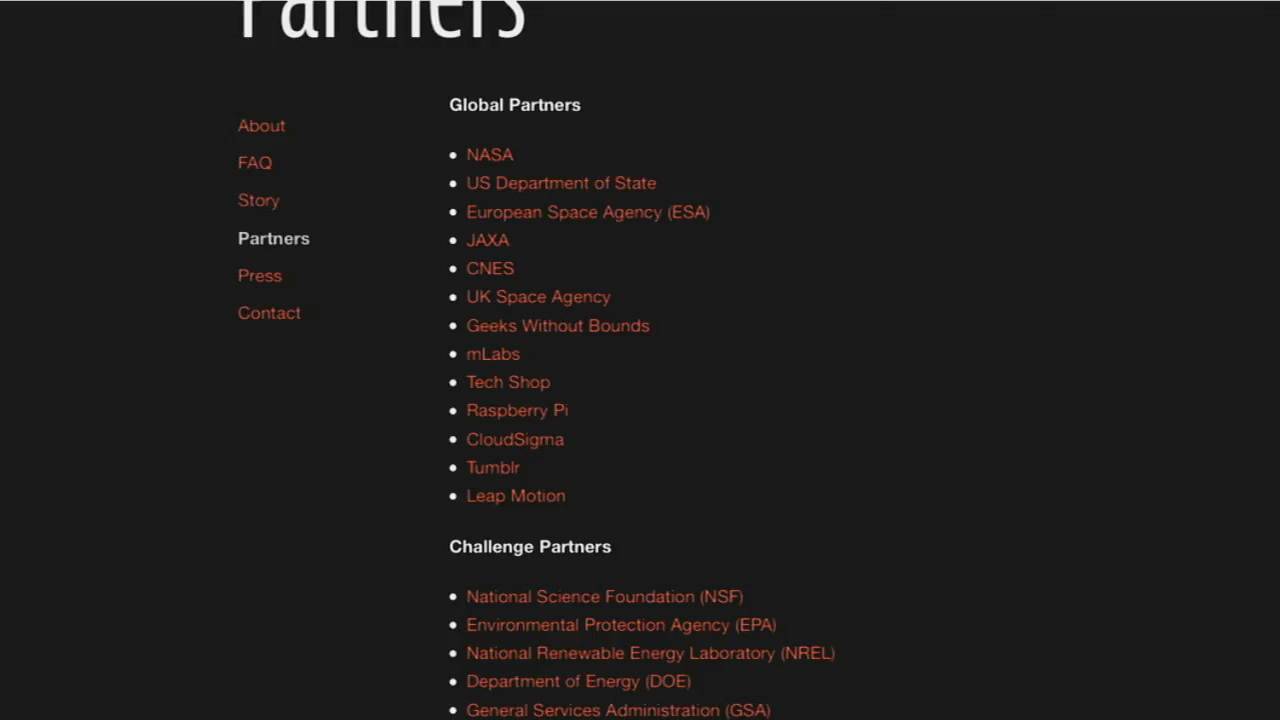 Partners
About
FAQ
Story
Partners
Press
Contact
Global Partners
NASA
US Department of State
European Space Agency (ESA)
JAXA
CNES
UK Space Agency
Geeks Without Bounds
mLabs
Tech Shop
Raspberry Pi
CloudSigma
Tumblr
Leap Motion
Challenge Partners
National Science Foundation (NSF)
Environmental Protection Agency (EPA)
National Renewable Energy Laboratory (NREL)
Department of Energy (DOE)
General Services Administration (GSA)